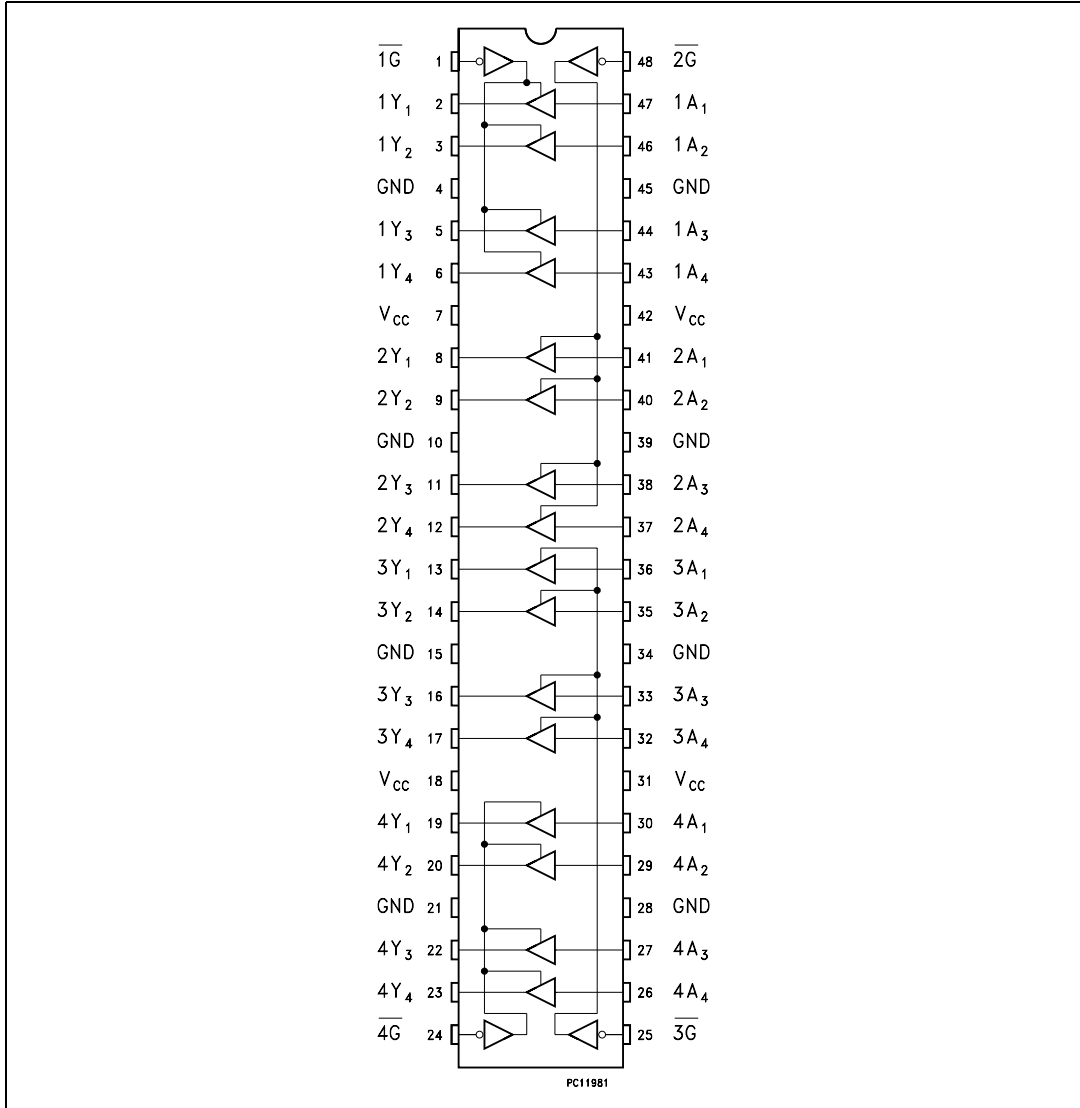 1G 1 48 2G
1Y1 2 47 1A1
1Y2 3 46 1A2
GND 4 45 GND
1Y3 5 44 1A3
1Y4 6 43 1A4
VCC 7 42 VCC
2Y1 8 41 2A1
2Y2 9 40 2A2
GND 10 39 GND
2Y3 11 38 2A3
2Y4 12 37 2A4
3Y1 13 36 3A1
3Y2 14 35 3A2
GND 15 34 GND
3Y3 16 33 3A3
3Y4 17 32 3A4
VCC 18 31 VCC
4Y1 19 30 4A1
4Y2 20 29 4A2
GND 21 28 GND
4Y3 22 27 4A3
4Y4 23 26 4A4
4G 24 25 3G
PC11981